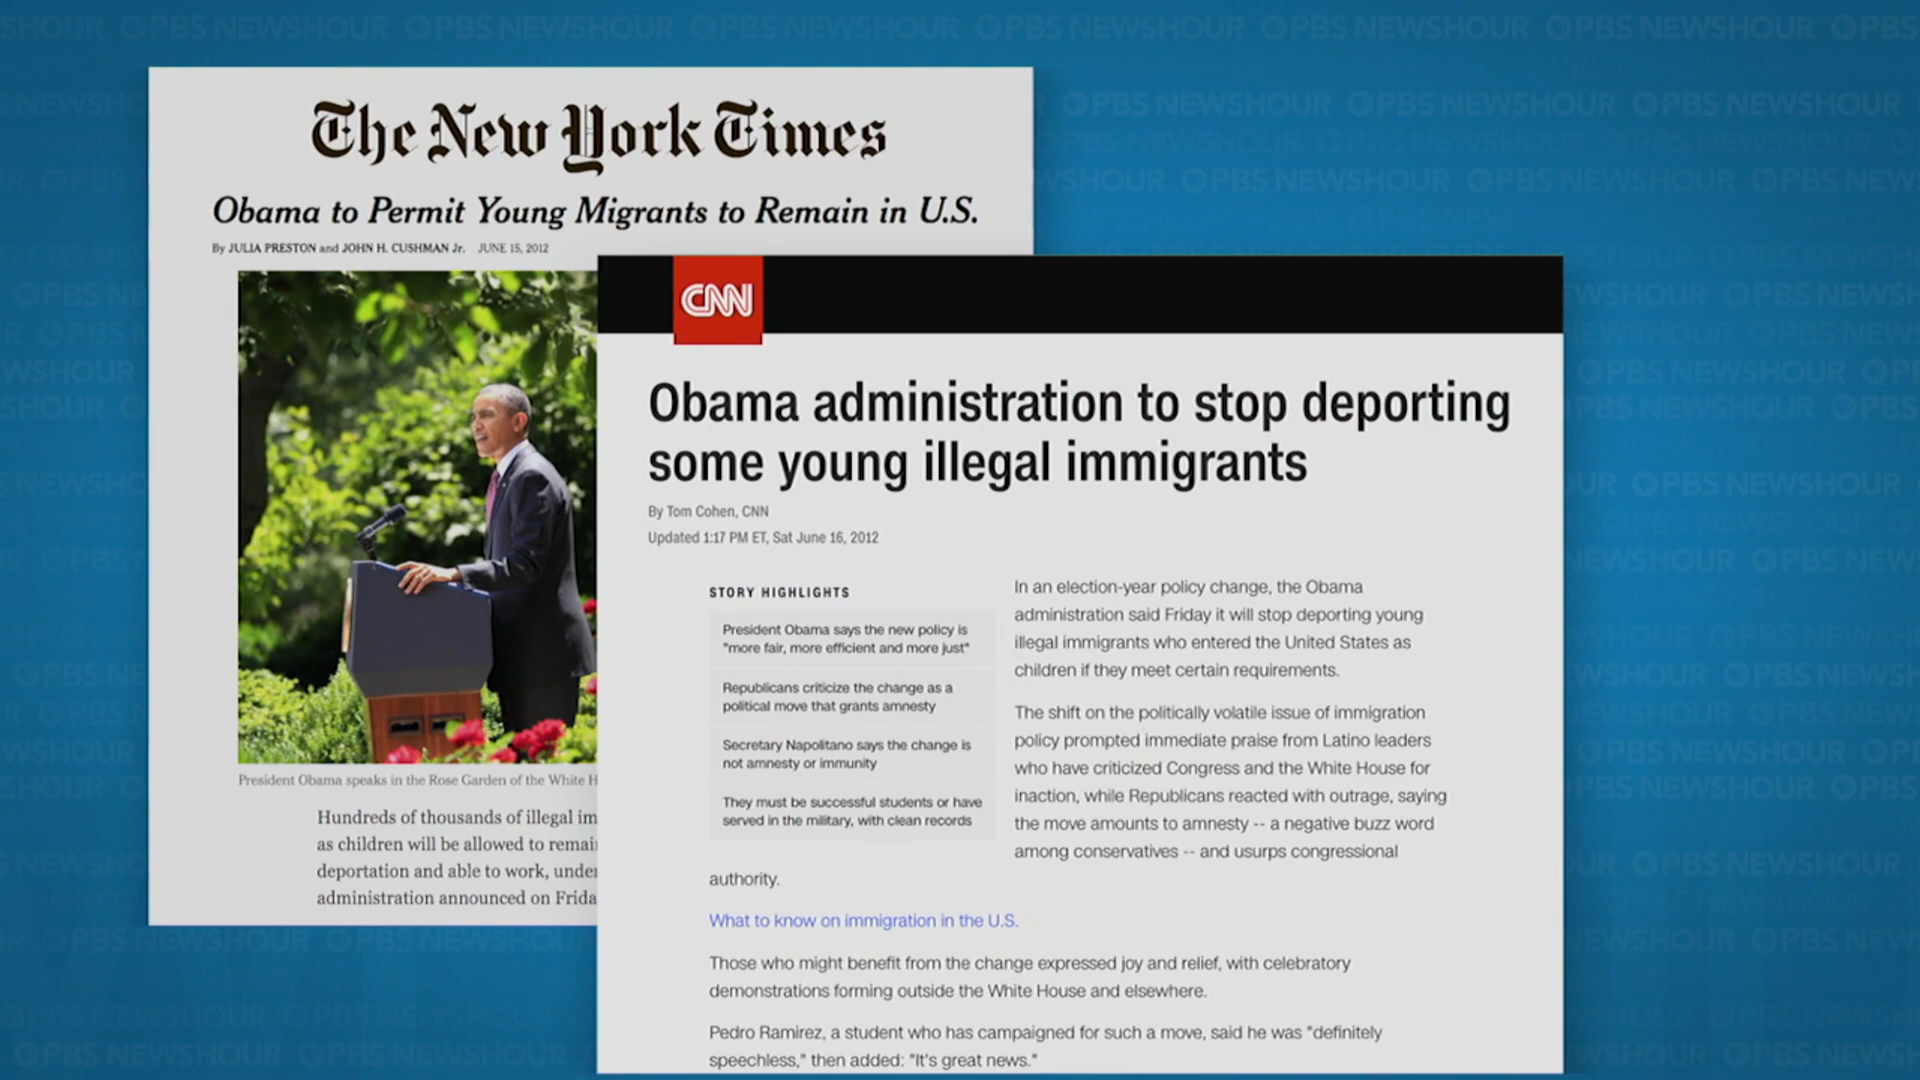 The New York Times
Obama to Permit Young Migrants to Remain in U.S.
By JULIA PRESTON and JOHN H. CUSHMAN Jr. JUNE 15, 2012
President Obama speaks in the Rose Garden of the White H
Hundreds of thousands of illegal im
as children will be allowed to remai
deportation and able to work, unde
administration announced on Frida
CNN
Obama administration to stop deporting
some young illegal immigrants
By Tom Cohen, CNN
Updated 1:17 PM ET, Sat June 16, 2012
STORY HIGHLIGHTS
President Obama says the new policy is
"more fair, more efficient and more just"
Republicans criticize the change as a
political move that grants amnesty
Secretary Napolitano says the change is
not amnesty or immunity
They must be successful students or have
served in the military, with clean records
In an election-year policy change, the Obama
administration said Friday it will stop deporting young
illegal immigrants who entered the United States as
children if they meet certain requirements.
The shift on the politically volatile issue of immigration
policy prompted immediate praise from Latino leaders
who have criticized Congress and the White House for
inaction, while Republicans reacted with outrage, saying
the move amounts to amnesty -- a negative buzz word
among conservatives -- and usurps congressional
authority.
What to know on immigration in the U.S.
Those who might benefit from the change expressed joy and relief, with celebratory
demonstrations forming outside the White House and elsewhere.
Pedro Ramirez, a student who has campaigned for such a move, said he was "definitely
speechless," then added: "It's great news."
PBS NEWSHOUR